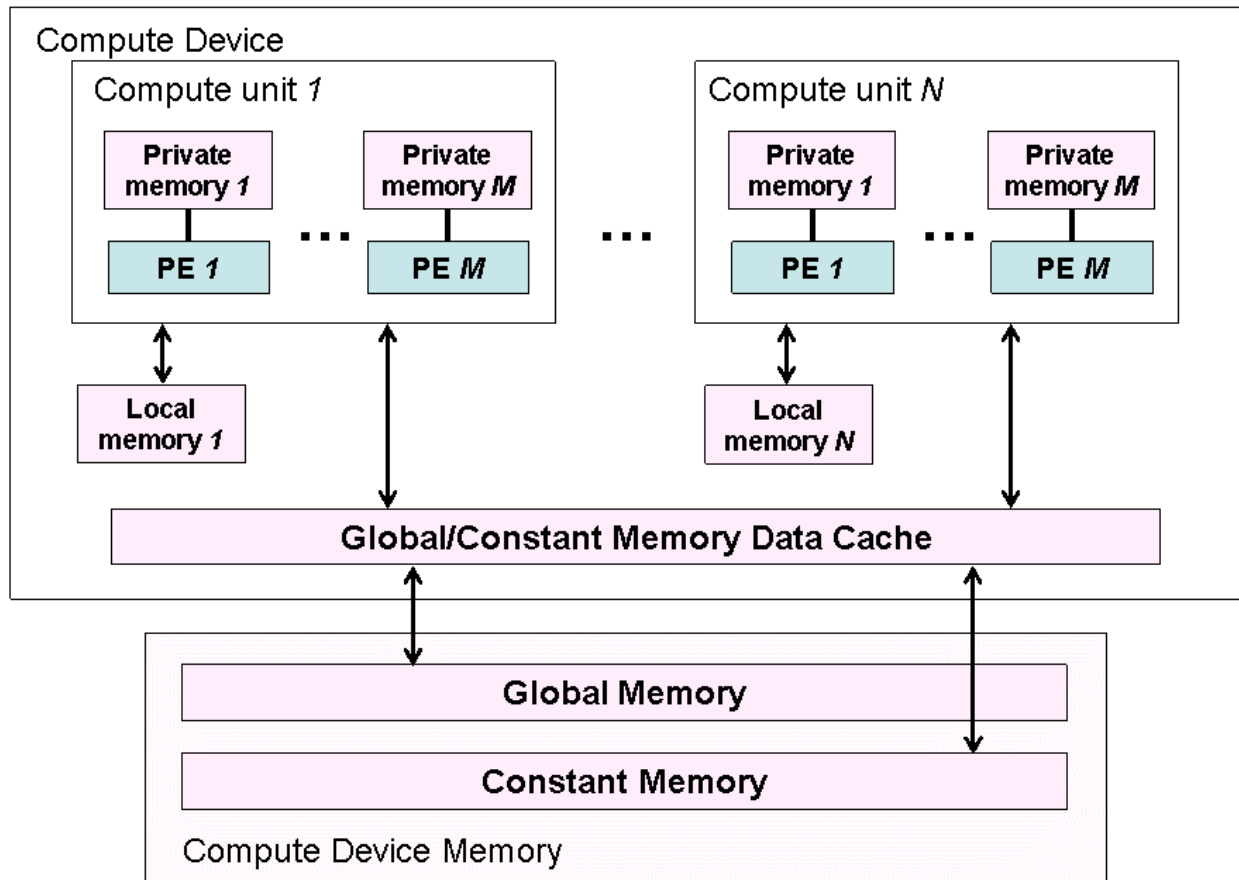 Compute Device
Compute unit 1
Compute unit N
Private
memory 1
Private
memory M
Private
memory 1
Private
memory M
...
...
...
PE 1
PE M
PE 1
PE M
Local
memory 1
Local
memory N
Global/Constant Memory Data Cache
Global Memory
Constant Memory
Compute Device Memory